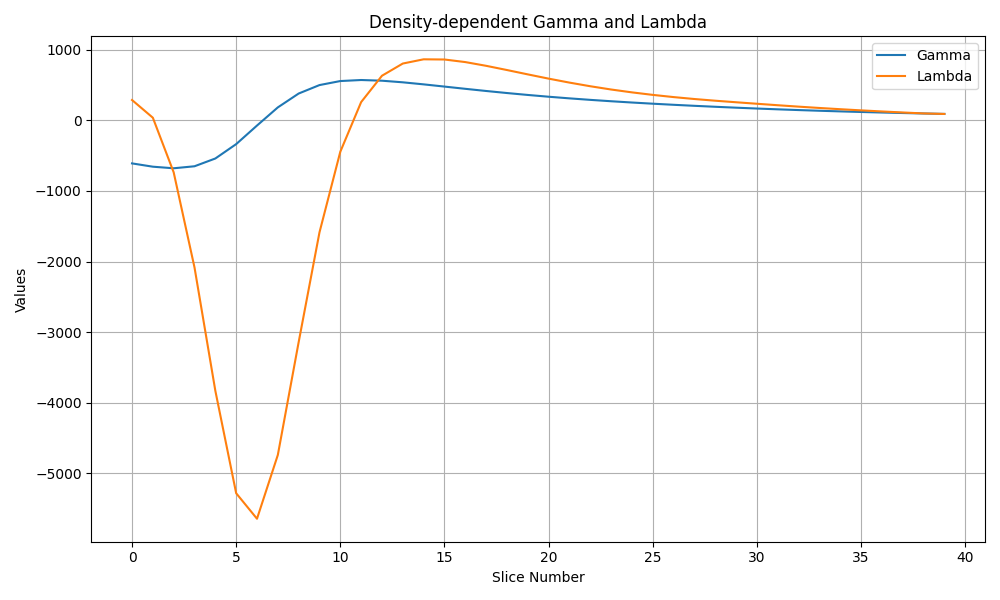 Density-dependent Gamma and Lambda
Gamma
Lambda
1000
0
−1000
−2000
−3000
−4000
−5000
Values
0 5 10 15 20 25 30 35 40
Slice Number